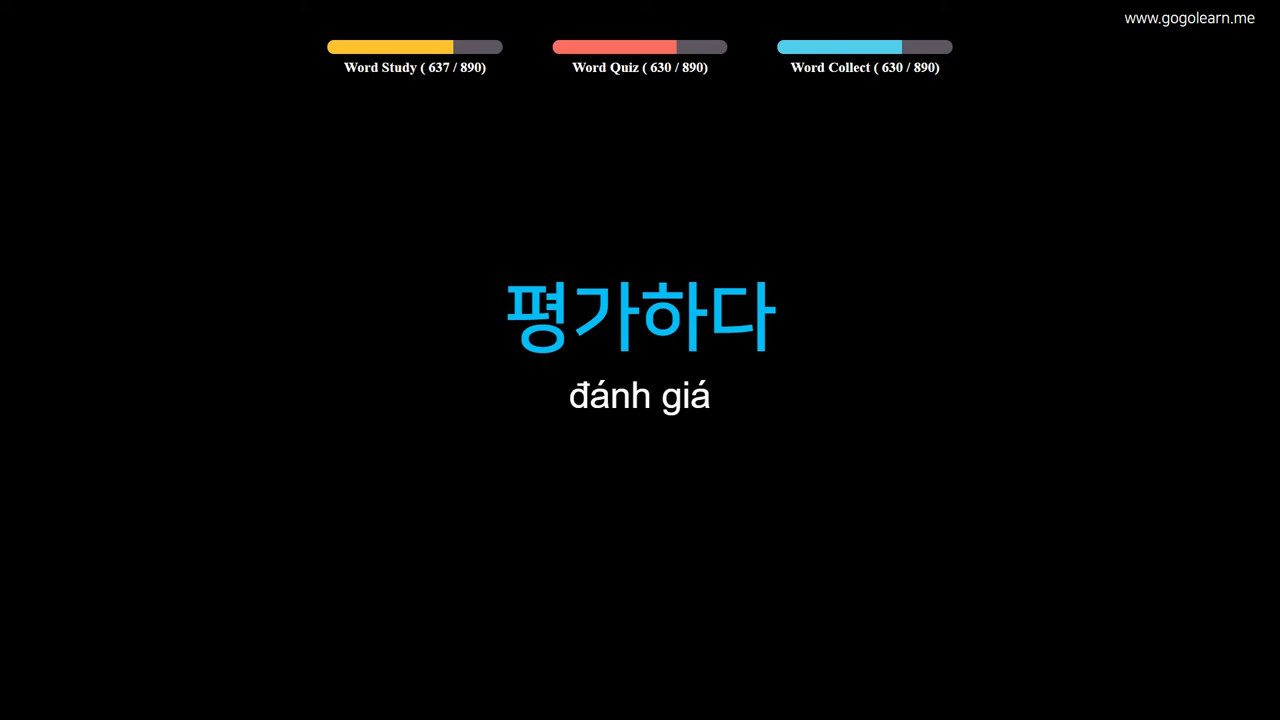 www.gogolearn.me
Word Study ( 637 / 890)
Word Quiz ( 630 / 890)
Word Collect ( 630 / 890)
평가하다
đánh giá